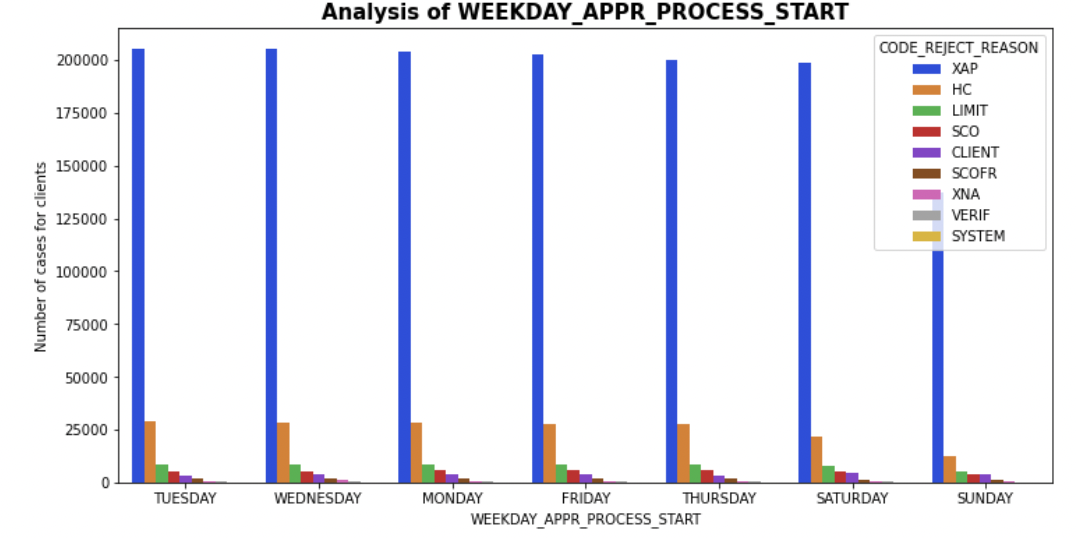 Analysis of WEEKDAY_APPR_PROCESS_START
CODE_REJECT_REASON
XAP
HC
LIMIT
SCO
CLIENT
SCOFR
XNA
VERIF
SYSTEM
Number of cases for clients
200000
175000
150000
125000
100000
75000
50000
25000
0
TUESDAY WEDNESDAY MONDAY FRIDAY THURSDAY SATURDAY SUNDAY
WEEKDAY_APPR_PROCESS_START